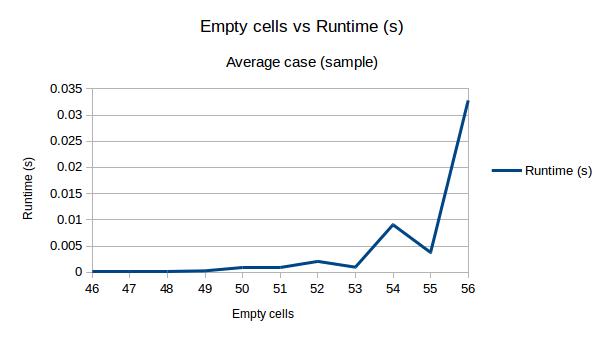 Empty cells vs Runtime (s)
Average case (sample)
0.035
0.03
0.025
0.02
0.015
0.01
0.005
0
Runtime (s)
46 47 48 49 50 51 52 53 54 55 56
Empty cells
Runtime (s)